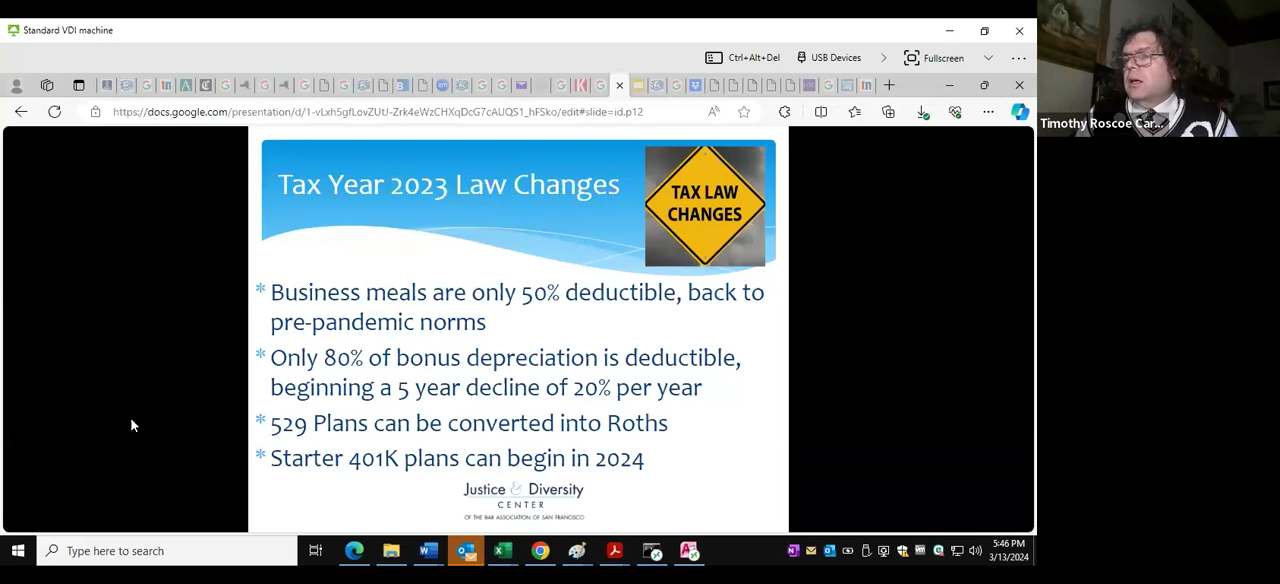 Standard VDI machine
Ctrl+Alt+Del
USB Devices
Fullscreen
https://docs.google.com/presentation/d/1-vLxh5gfLovZUtU-Zrk4eWzCHXqDcG7cAUQS1_hFSko/edit#slide=id.p12
Timothy Roscoe Car...
Tax Year 2023 Law Changes
TAX LAW
CHANGES
* Business meals are only 50% deductible, back to
pre-pandemic norms
* Only 80% of bonus depreciation is deductible,
beginning a 5 year decline of 20% per year
* 529 Plans can be converted into Roths
* Starter 401K plans can begin in 2024
Justice & Diversity
CENTER
OF THE BAR ASSOCIATION OF SAN FRANCISCO
Type here to search
5:46 PM
3/13/2024